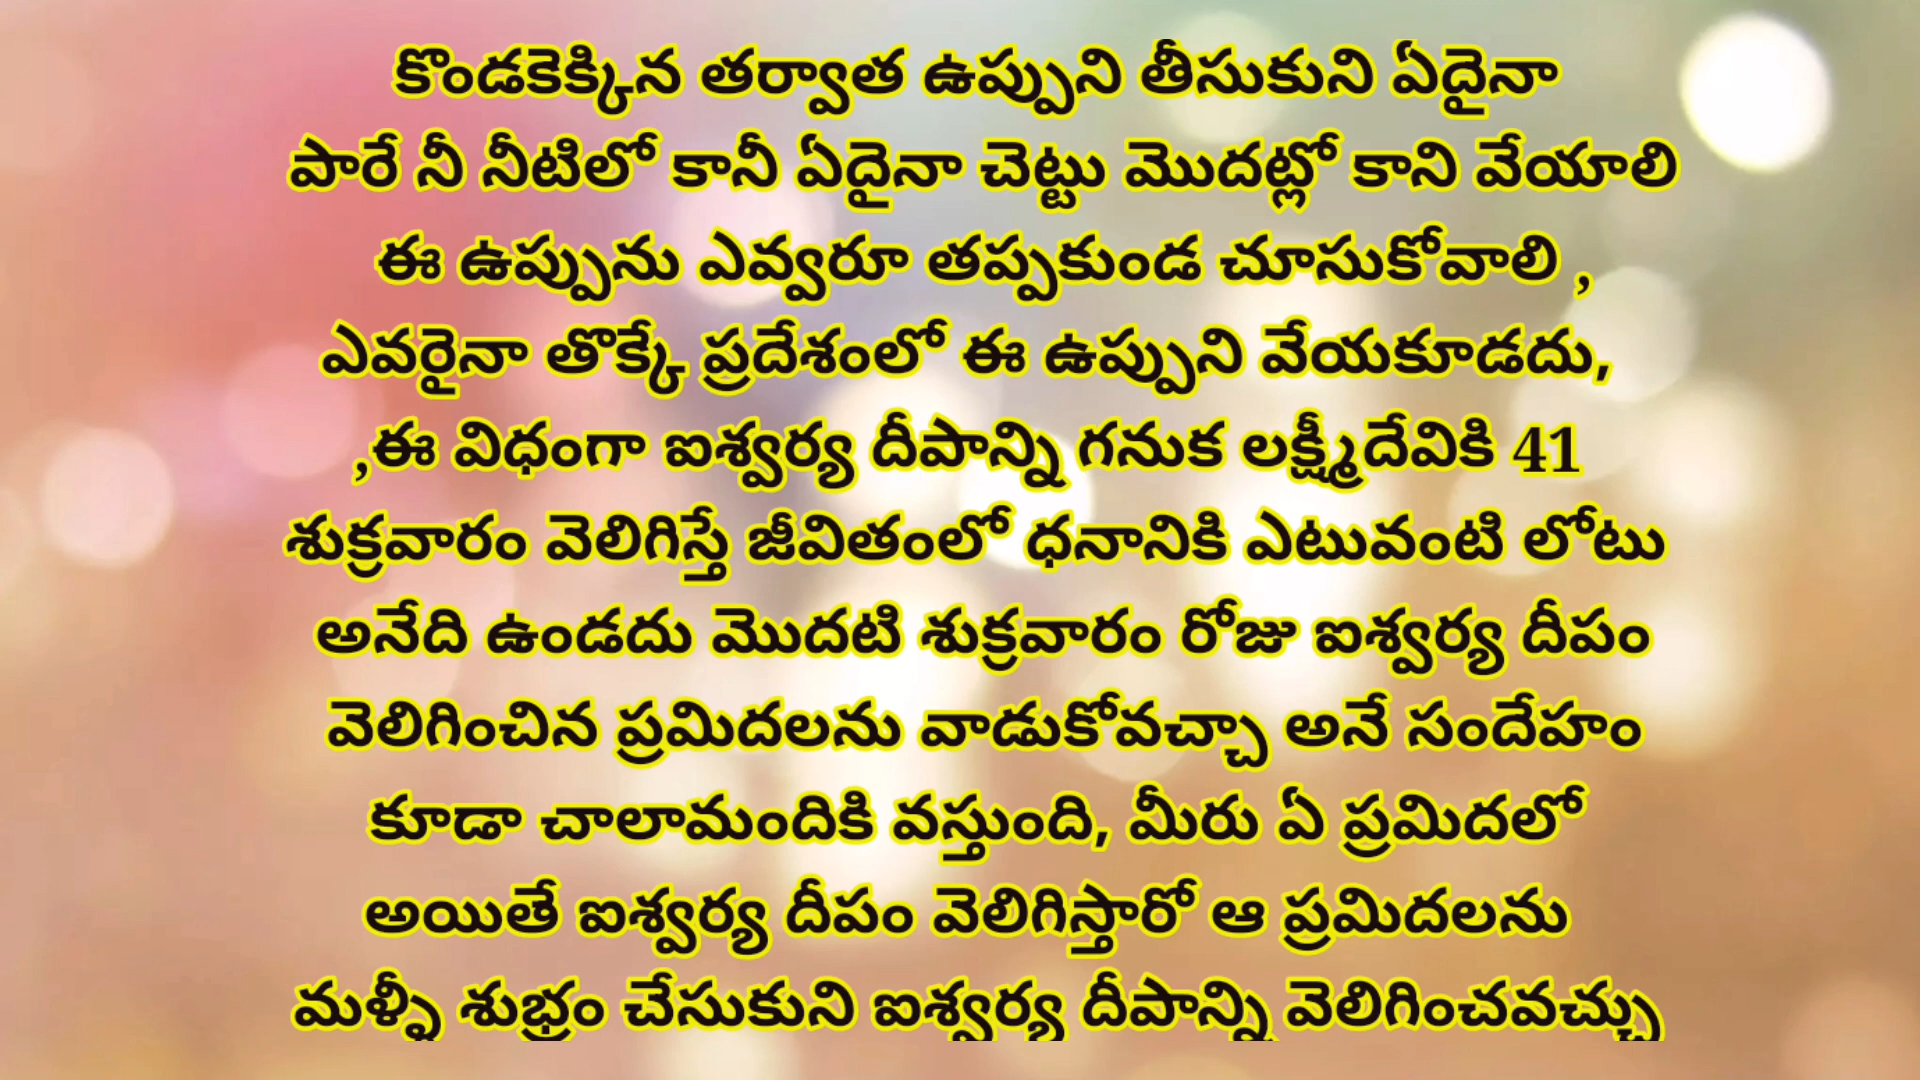 కొండకెక్కిన తర్వాత ఉప్పుని తీసుకుని ఏదైనా
పారే నీ నీటిలో కానీ ఏదైనా చెట్టు మొదట్లో కాని వేయాలి
ఈ ఉప్పును ఎవ్వరూ తప్పకుండ చూసుకోవాలి ,
ఎవరైనా తొక్కే ప్రదేశంలో ఈ ఉప్పుని వేయకూడదు,
,ఈ విధంగా ఐశ్వర్య దీపాన్ని గనుక లక్ష్మీదేవికి 41
శుక్రవారం వెలిగిస్తే జీవితంలో ధనానికి ఎటువంటి లోటు
అనేది ఉండదు మొదటి శుక్రవారం రోజు ఐశ్వర్య దీపం
వెలిగించిన ప్రమిదలను వాడుకోవచ్చా అనే సందేహం
కూడా చాలామందికి వస్తుంది, మీరు ఏ ప్రమిదలో
అయితే ఐశ్వర్య దీపం వెలిగిస్తారో ఆ ప్రమిదలను
మళ్ళీ శుభ్రం చేసుకుని ఐశ్వర్య దీపాన్ని వెలిగించవచ్చు